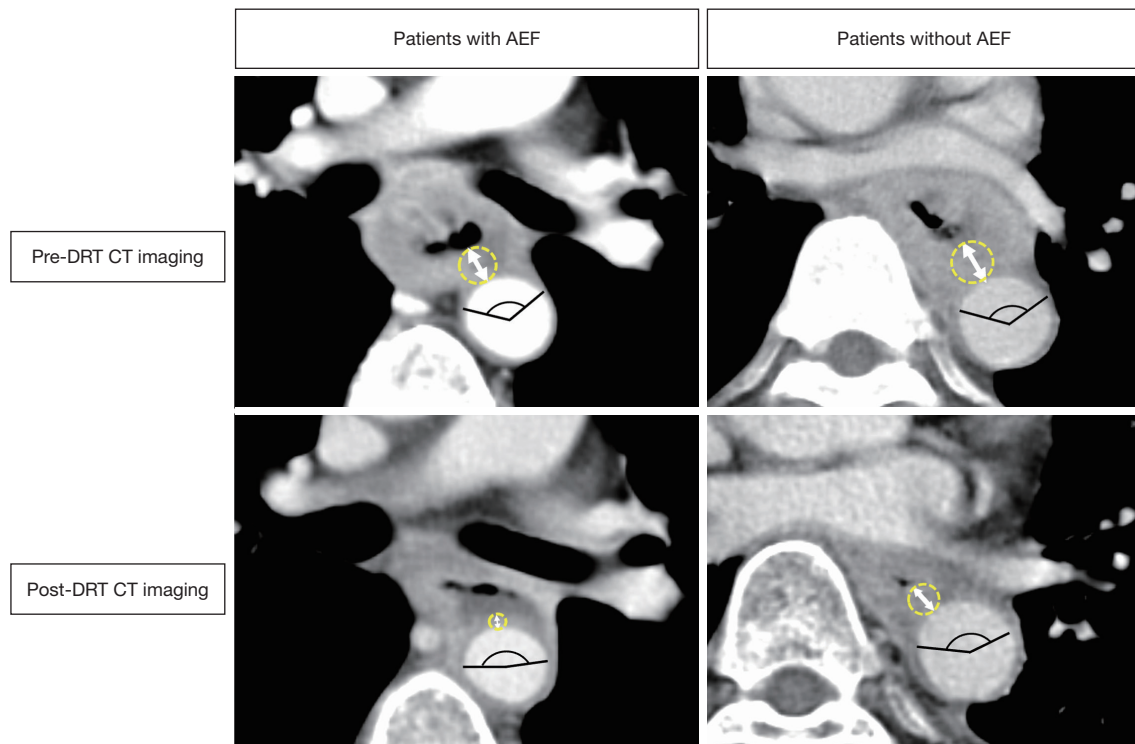 Patients with AEF
Patients without AEF
Pre-DRT CT imaging
Post-DRT CT imaging